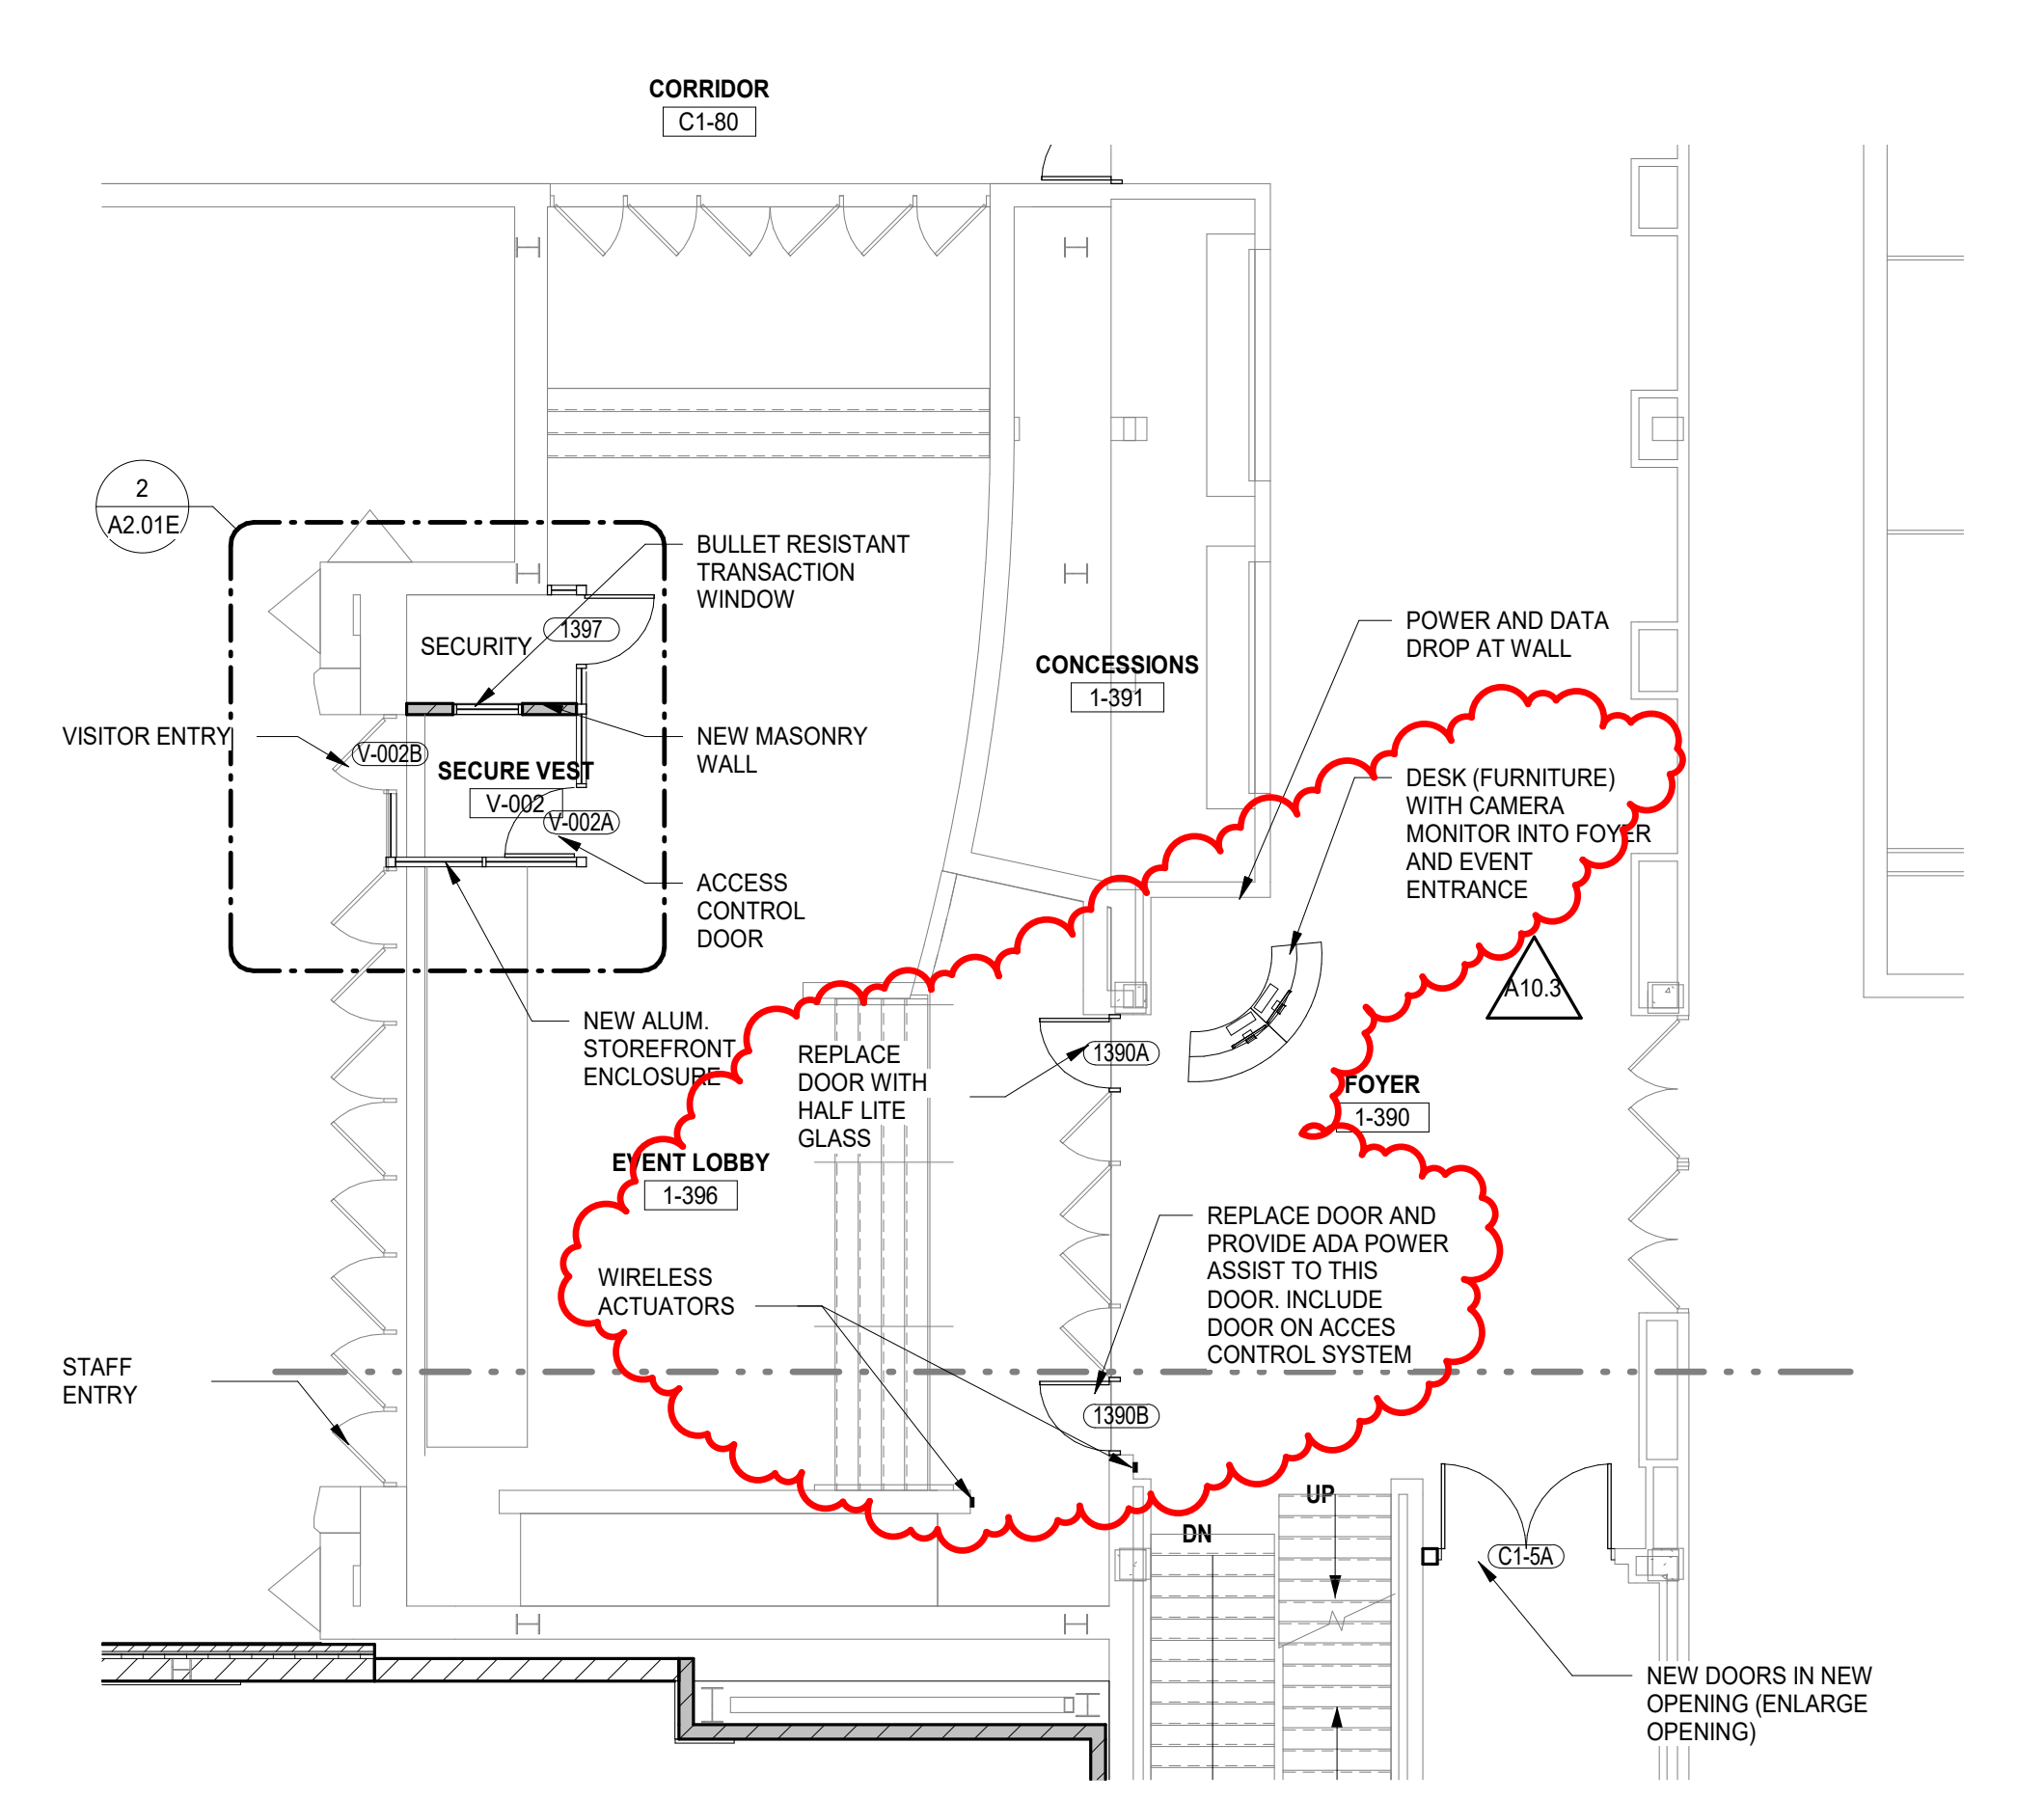 CORRIDOR
C1-80
2
A2.01E
BULLET RESISTANT
TRANSACTION
WINDOW
1397
SECURITY
POWER AND DATA
DROP AT WALL
CONCESSIONS
1-391
VISITOR ENTRY
V-002B
NEW MASONRY
WALL
SECURE VEST
V-002
V-002A
DESK (FURNITURE)
WITH CAMERA
MONITOR INTO FOYER
AND EVENT
ENTRANCE
ACCESS
CONTROL
DOOR
A10.3
NEW ALUM.
STOREFRONT
ENCLOSURE
REPLACE
DOOR WITH
HALF LITE
GLASS
1390A
FOYER
1-390
EVENT LOBBY
1-396
REPLACE DOOR AND
PROVIDE ADA POWER
ASSIST TO THIS
DOOR. INCLUDE
DOOR ON ACCES
CONTROL SYSTEM
WIRELESS
ACTUATORS
STAFF
ENTRY
1390B
UP
DN
C1-5A
NEW DOORS IN NEW
OPENING (ENLARGE
OPENING)